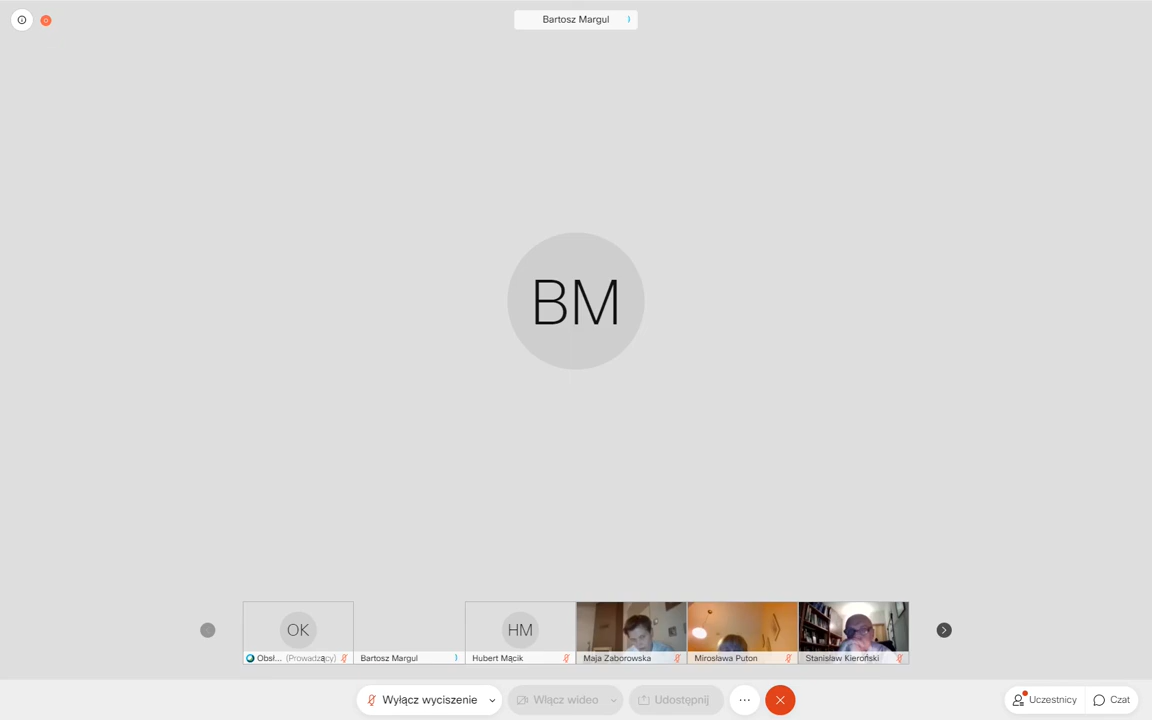 Bartosz Margul
BM
OK
HM
Obsł... (Prowadzący)
Bartosz Margul
Hubert Mącik
Maja Zaborowska
Mirosława Puton
Stanisław Kieroński
Wyłącz wyciszenie
Włącz wideo
Udostępnij
Uczestnicy
Czat